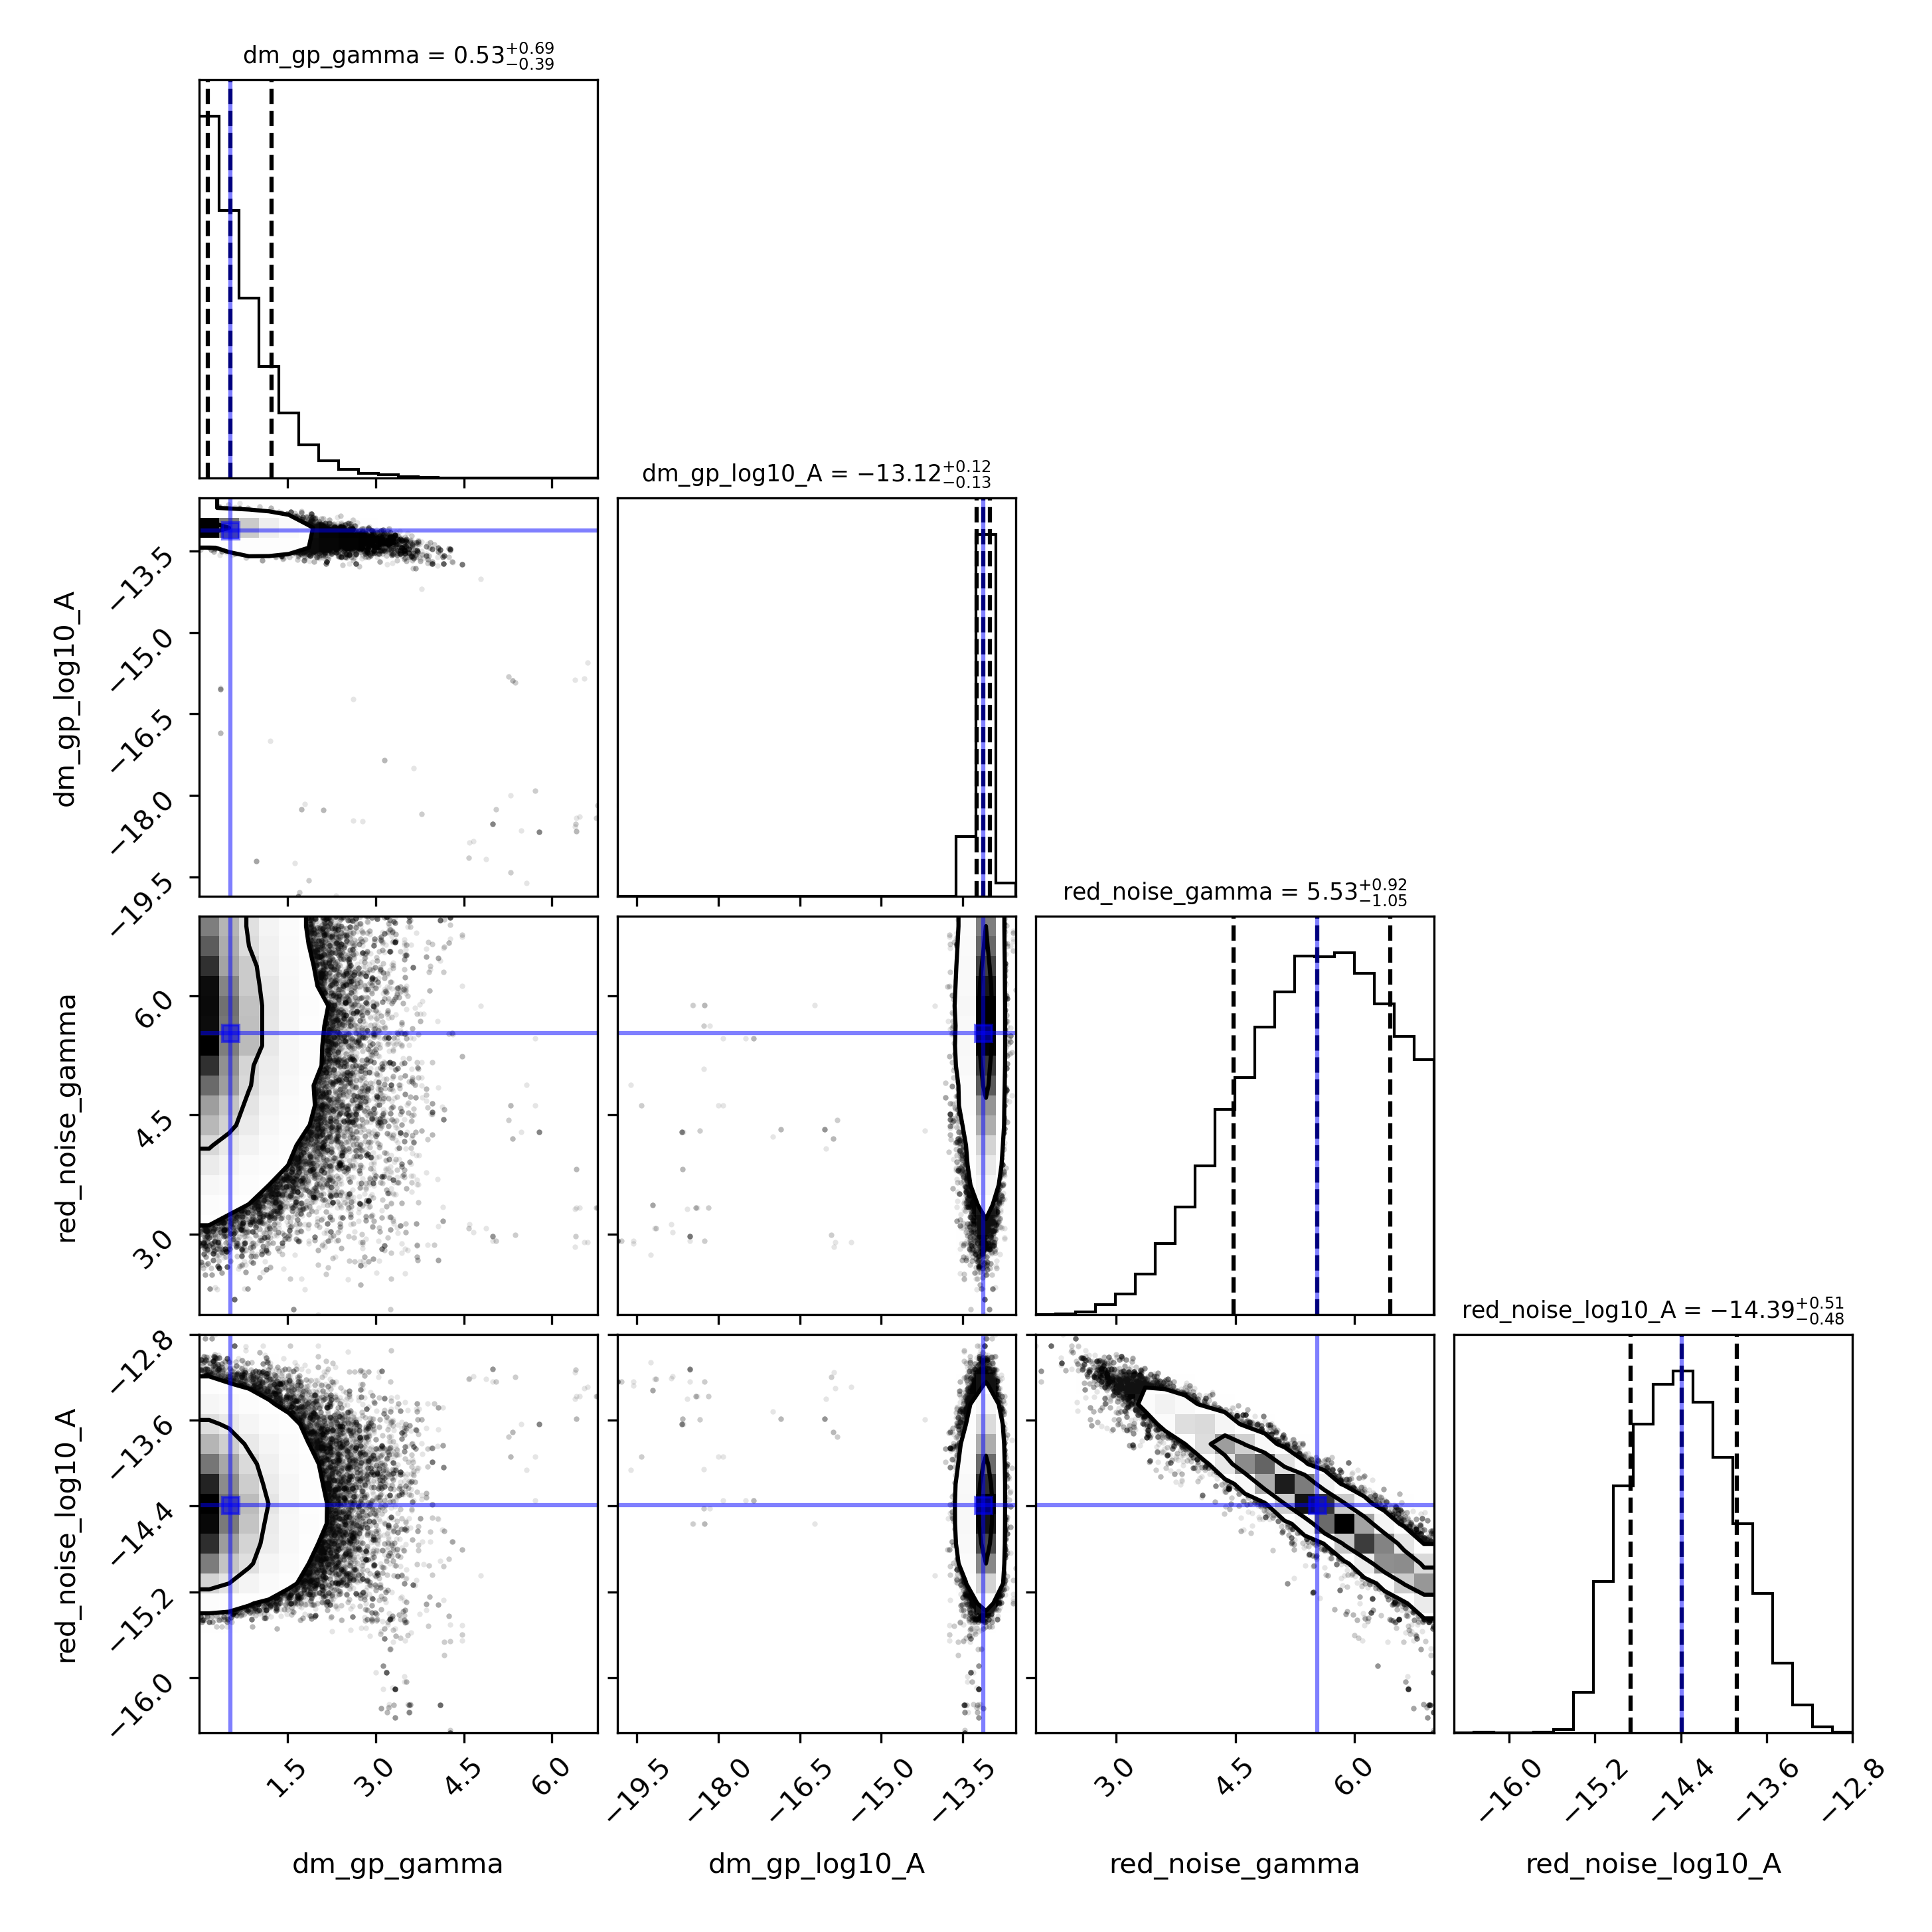 dm_gp_gamma = 0.53+0.69−0.39
dm_gp_log10_A = −13.12+0.12−0.13
−13.5
−15.0
−16.5
−18.0
−19.5
dm_gp_log10_A
red_noise_gamma = 5.53+0.92−1.05
6.0
4.5
3.0
red_noise_gamma
red_noise_log10_A = −14.39+0.51−0.48
−12.8
−13.6
−14.4
−15.2
−16.0
red_noise_log10_A
1.5 3.0 4.5 6.0 −19.5 −18.0 −16.5 −15.0 −13.5 3.0 4.5 6.0 −16.0 −15.2 −14.4 −13.6 −12.8
dm_gp_gamma dm_gp_log10_A red_noise_gamma red_noise_log10_A